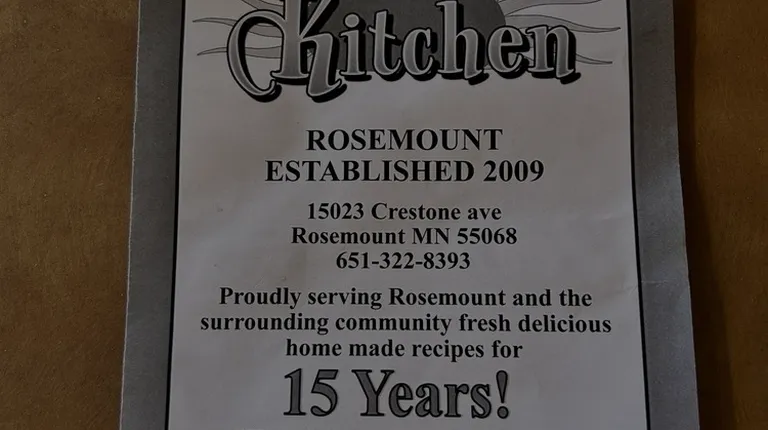 Kitchen
ROSEMOUNT
ESTABLISHED 2009
15023 Crestone ave
Rosemount MN 55068
651-322-8393
Proudly serving Rosemount and the
surrounding community fresh delicious
home made recipes for
15 Years!